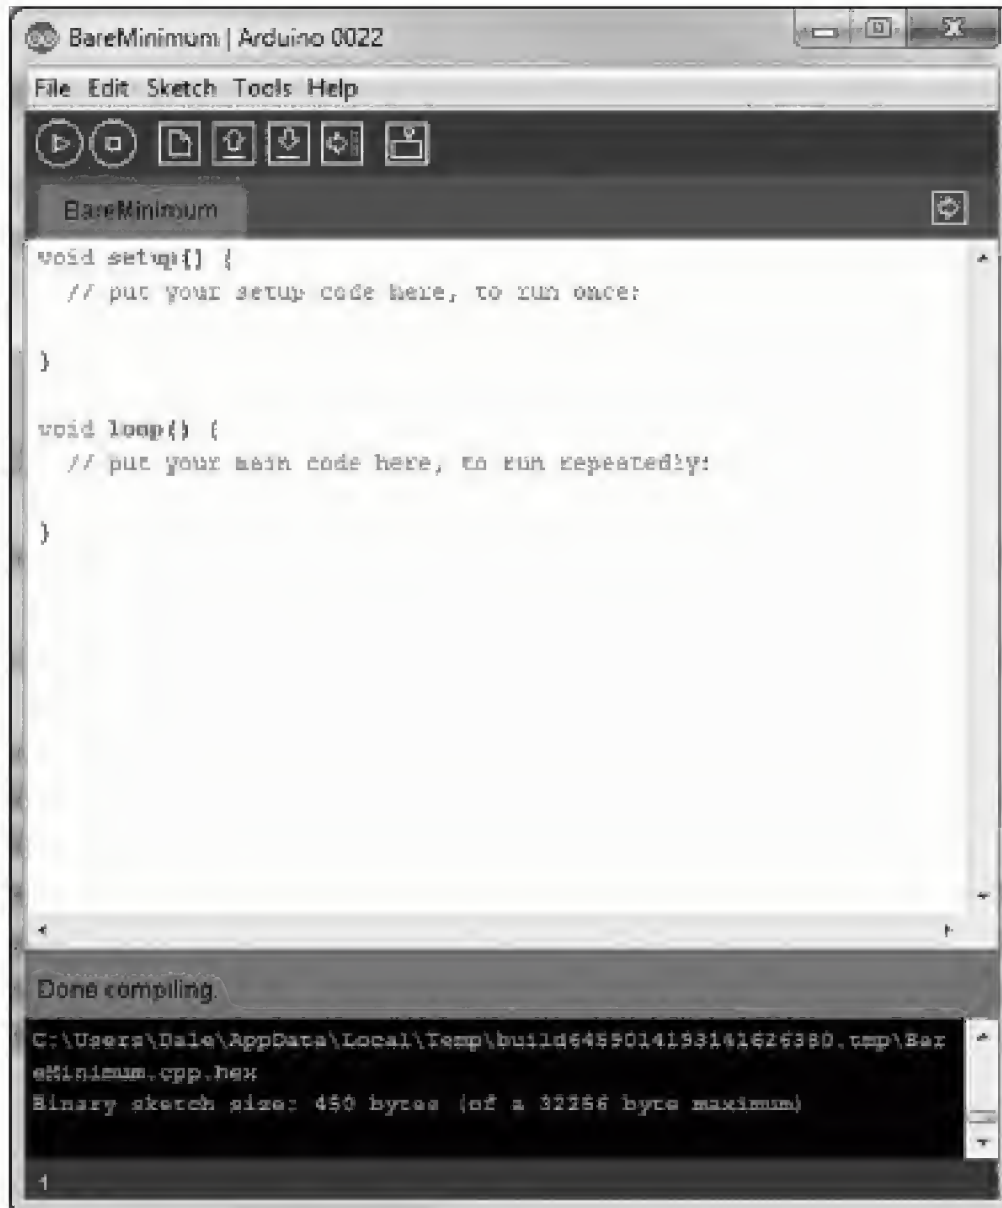 BareMinimum | Arduino 0022
File Edit Sketch Tools Help
BareMinimum
void setup() {
// put your setup code here, to run once:
}
void loop() {
// put your main code here, to run repeatedly:
}
Done compiling.
C:\Users\Dale\AppData\Local\Temp\build6459014193141626380.tmp\Bar
eMinimum.cpp.hex
Binary sketch size: 450 bytes (of a 32256 byte maximum)
1